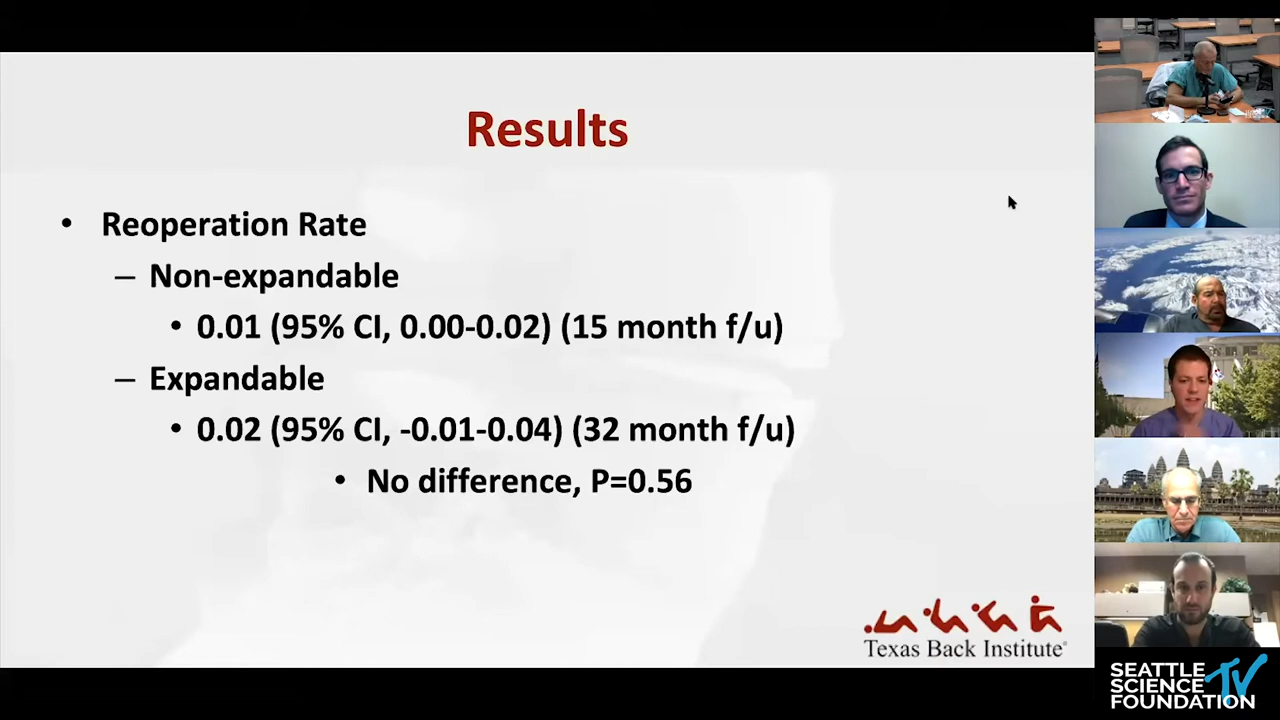 Results
• Reoperation Rate
– Non-expandable
• 0.01 (95% CI, 0.00-0.02) (15 month f/u)
– Expandable
• 0.02 (95% CI, -0.01-0.04) (32 month f/u)
• No difference, P=0.56
Texas Back Institute®
SEATTLE
SCIENCE TV
FOUNDATION